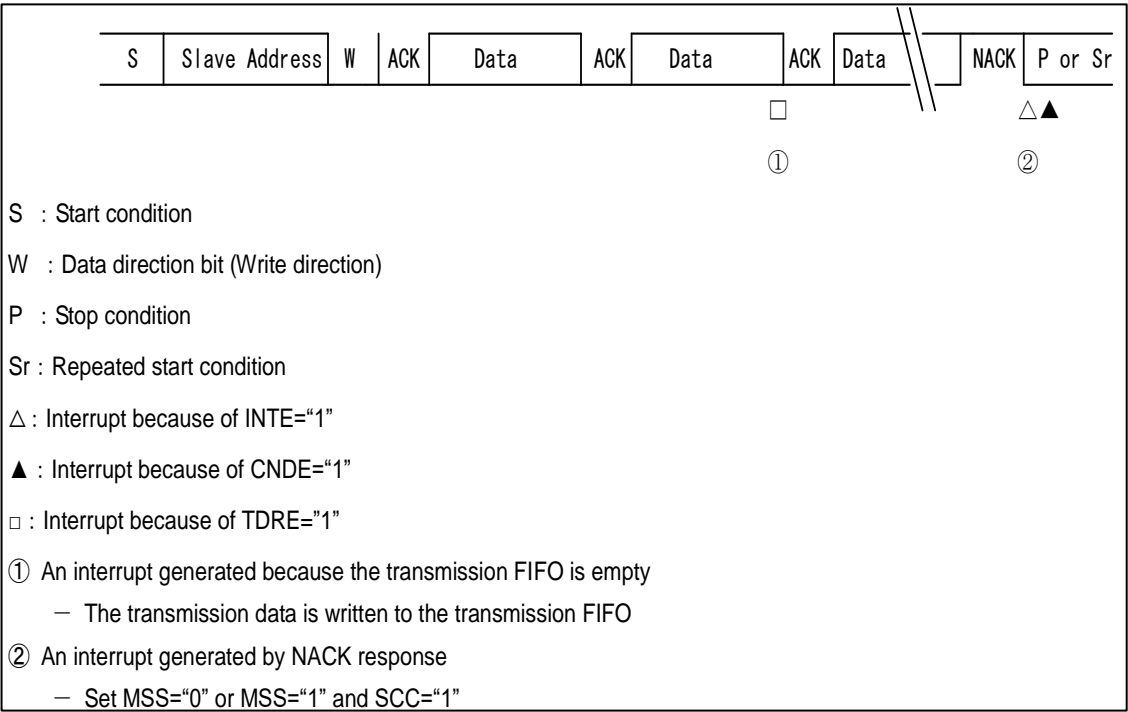 S Slave Address W ACK Data ACK Data ACK Data NACK P or Sr
□ △▲
① ②
S : Start condition
W : Data direction bit (Write direction)
P : Stop condition
Sr : Repeated start condition
△ : Interrupt because of INTE=“1”
▲ : Interrupt because of CNDE=“1”
□ : Interrupt because of TDRE=”1”
① An interrupt generated because the transmission FIFO is empty
－ The transmission data is written to the transmission FIFO
② An interrupt generated by NACK response
－ Set MSS=“0” or MSS=“1” and SCC=“1”